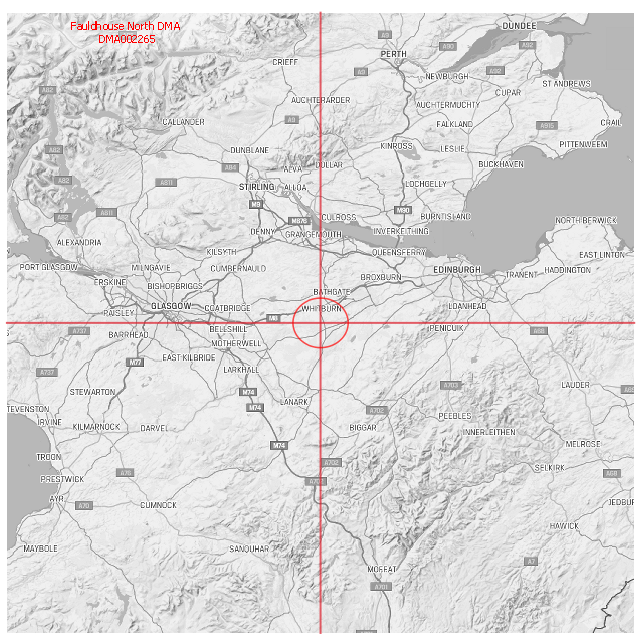 Fauldhouse North DMA
DMA002265
DUNDEE
A9
PERTH
A90
A92
CRIEFF
A9
NEWBURGH
A92
ST ANDREWS
A82
CUPAR
AUCHTERARDER
AUCHTERMUCHTY
CALLANDER
A9
FALKLAND
A915
CRAIL
A82
DUNBLANE
KINROSS
LESLIE
PITTENWEEM
A84
ALVA
DOLLAR
BUCKHAVEN
A82
A811
STIRLING
ALLOA
LOCHGELLY
M9
M90
A82
A811
M876
CULROSS
BURNTISLAND
NORTH BERWICK
DENNY
GRANGEMOUTH
INVERKEITHING
ALEXANDRIA
KILSYTH
QUEENSFERRY
EAST LINTON
PORT GLASGOW
MILNGAVIE
CUMBERNAULD
BROXBURN
EDINBURGH
TRANENT
HADDINGTON
ERSKINE
BISHOPBRIGGS
BATHGATE
GLASGOW
COATBRIDGE
WHITBURN
LOANHEAD
PAISLEY
M8
A737
BELLSHILL
PENICUIK
A68
BARRHEAD
MOTHERWELL
EAST KILBRIDE
M77
A737
LARKHALL
STEWARTON
M74
A703
LAUDER
M74
LANARK
A702
TEVENSTON
PEEBLES
IRVINE
KILMARNOCK
DARVEL
BIGGAR
INNERLEITHEN
M74
MELROSE
TROON
A702
SELKIRK
A76
A68
PRESTWICK
AYR
A70
CUMNOCK
JEDBUR
HAWICK
MAYBOLE
SANQUHAR
A7
MOFFAT
A701